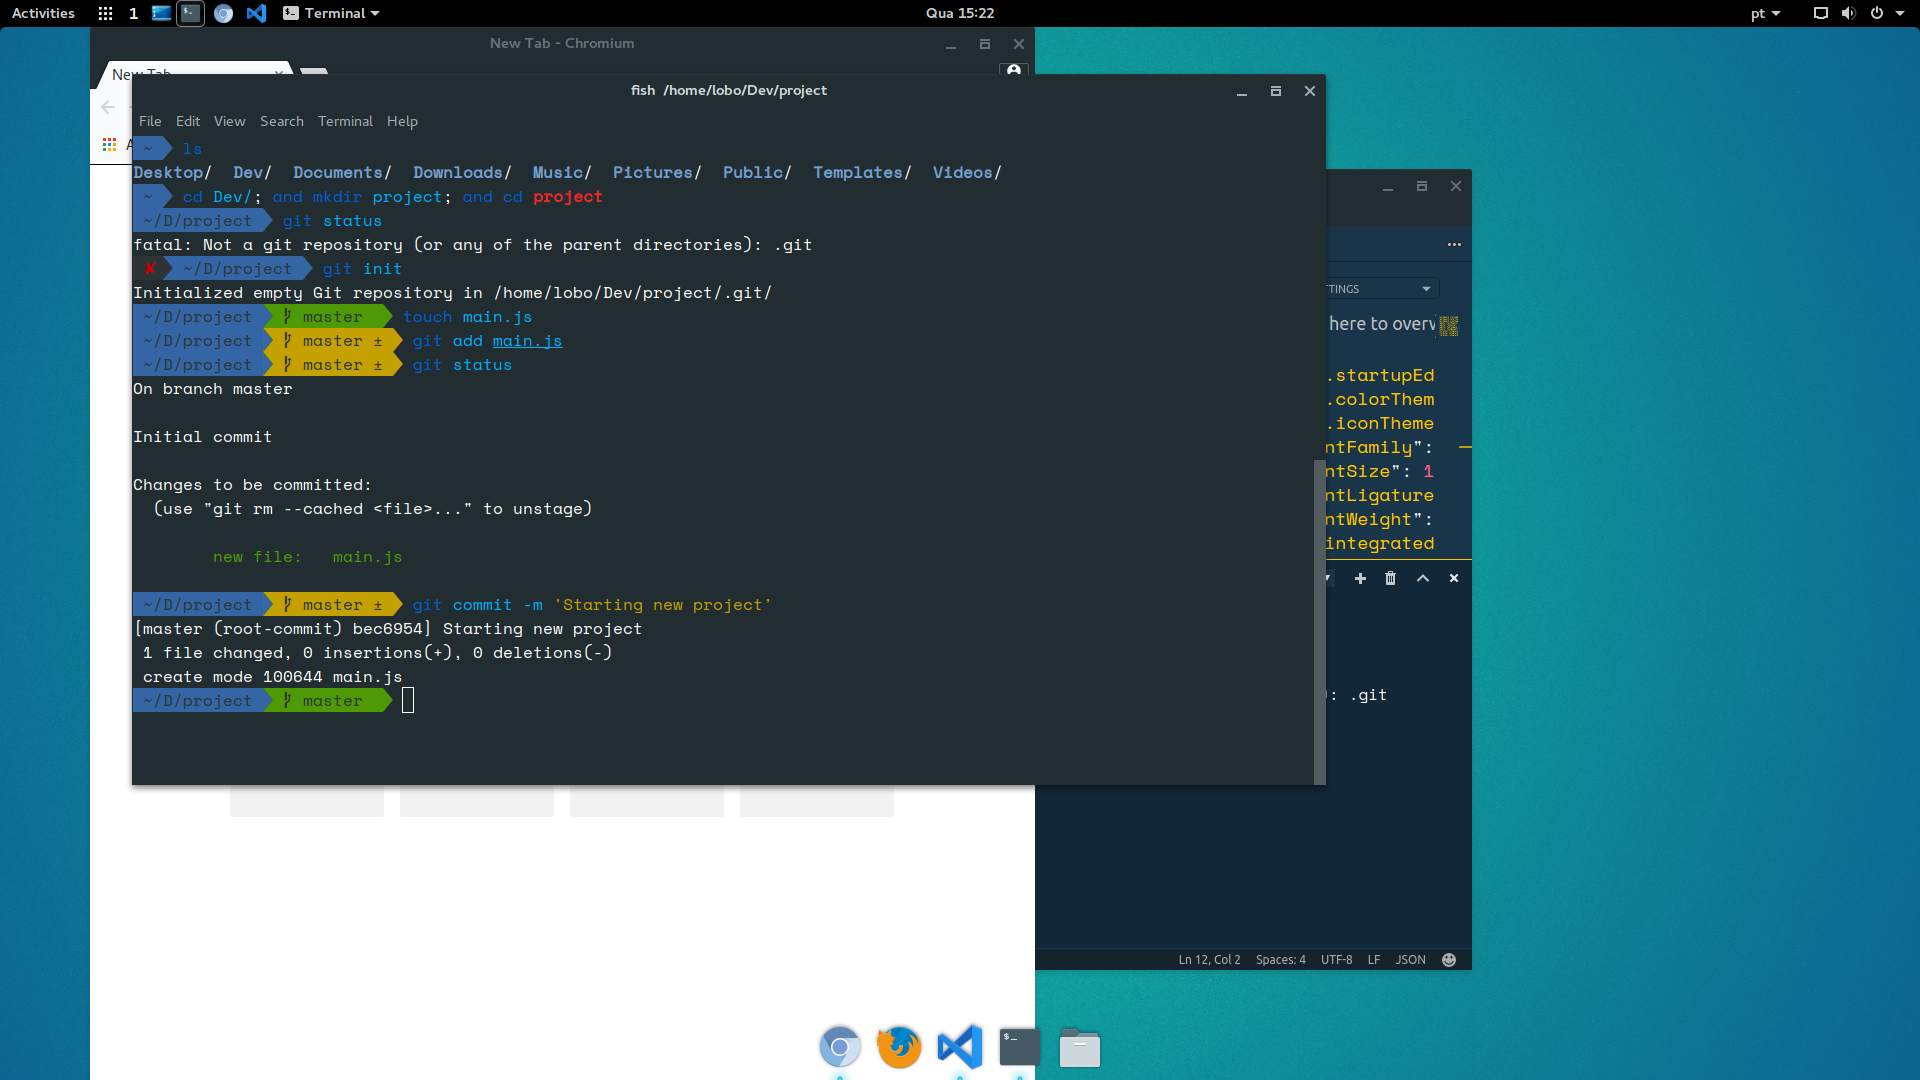 Activities 1 Terminal Qua 15:22 pt
New Tab - Chromium
New Tab
fish /home/lobo/Dev/project
File Edit View Search Terminal Help
~ ls
Desktop/ Dev/ Documents/ Downloads/ Music/ Pictures/ Public/ Templates/ Videos/
~ cd Dev/; and mkdir project; and cd project
~/D/project git status
fatal: Not a git repository (or any of the parent directories): .git
✘ ~/D/project git init
Initialized empty Git repository in /home/lobo/Dev/project/.git/
~/D/project master touch main.js
~/D/project master ± git add main.js
~/D/project master ± git status
On branch master
Initial commit
Changes to be committed:
(use "git rm --cached <file>..." to unstage)
new file: main.js
~/D/project master ± git commit -m 'Starting new project'
[master (root-commit) bec6954] Starting new project
1 file changed, 0 insertions(+), 0 deletions(-)
create mode 100644 main.js
~/D/project master
TTINGS
here to overv
.startupEd
.colorThem
.iconTheme
ntFamily":
ntSize": 1
ntLigature
ntWeight":
integrated
): .git
Ln 12, Col 2 Spaces: 4 UTF-8 LF JSON
$_